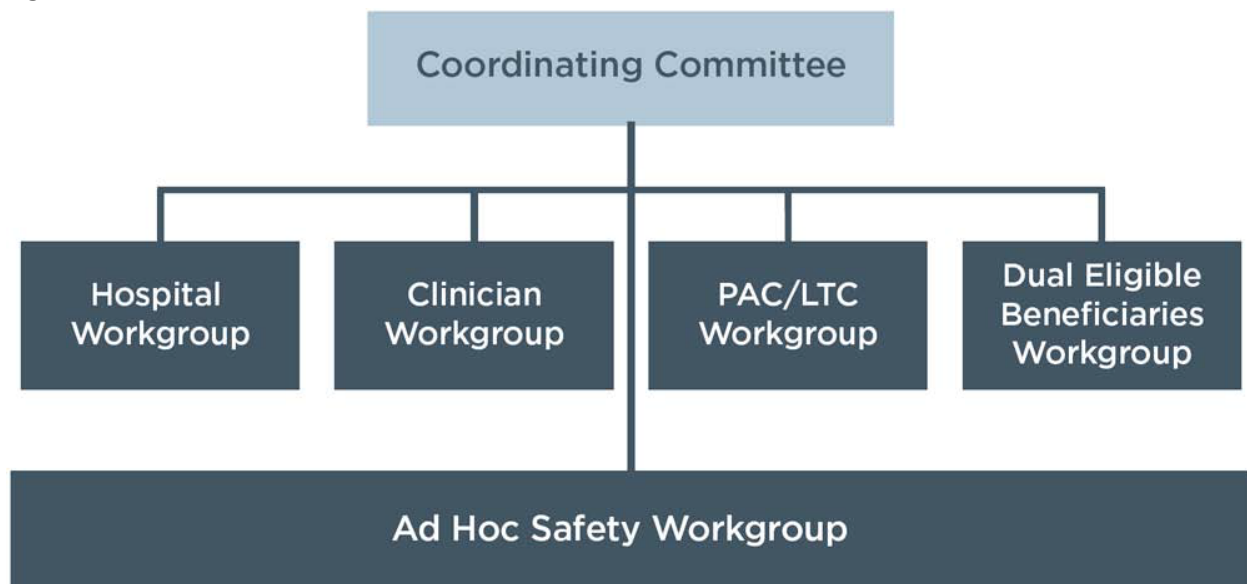 Coordinating Committee
Hospital
Workgroup
Clinician
Workgroup
PAC/LTC
Workgroup
Dual Eligible
Beneficiaries
Workgroup
Ad Hoc Safety Workgroup